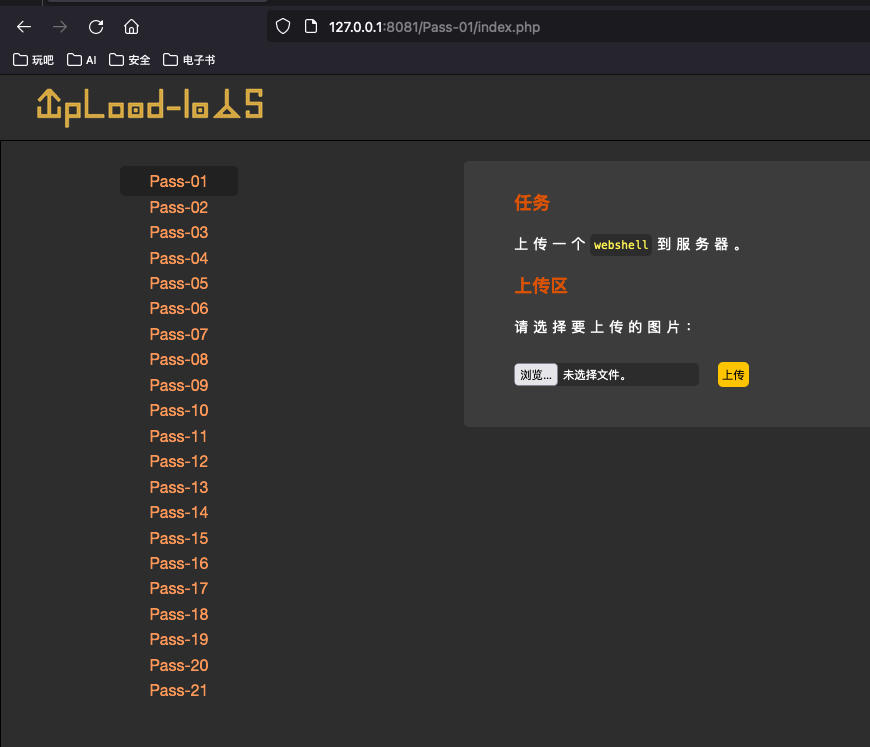 127.0.0.1:8081/Pass-01/index.php
玩吧 AI 安全 电子书
UpLoad-labs
Pass-01
Pass-02
Pass-03
Pass-04
Pass-05
Pass-06
Pass-07
Pass-08
Pass-09
Pass-10
Pass-11
Pass-12
Pass-13
Pass-14
Pass-15
Pass-16
Pass-17
Pass-18
Pass-19
Pass-20
Pass-21
任务
上传一个 webshell 到服务器。
上传区
请选择要上传的图片：
浏览... 未选择文件。 上传